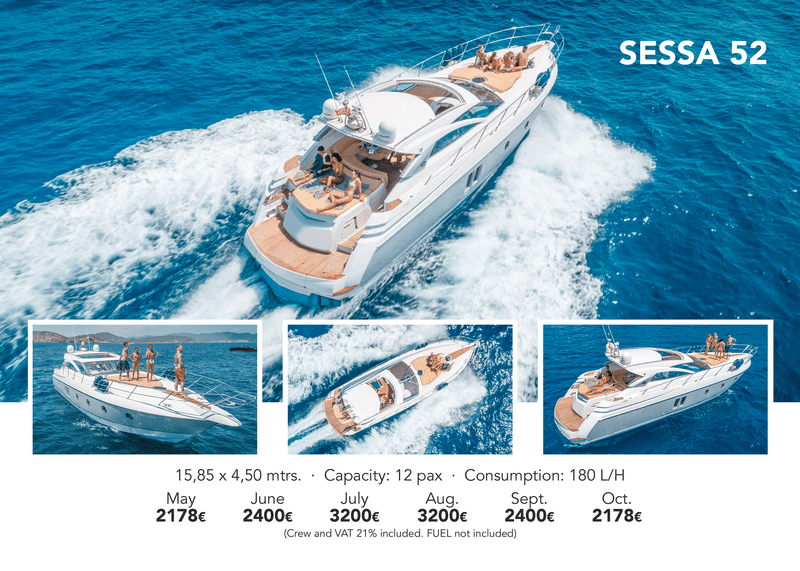 SESSA 52
15,85 x 4,50 mtrs. · Capacity: 12 pax · Consumption: 180 L/H
May June July Aug. Sept. Oct.
2178€ 2400€ 3200€ 3200€ 2400€ 2178€
(Crew and VAT 21% included. FUEL not included)